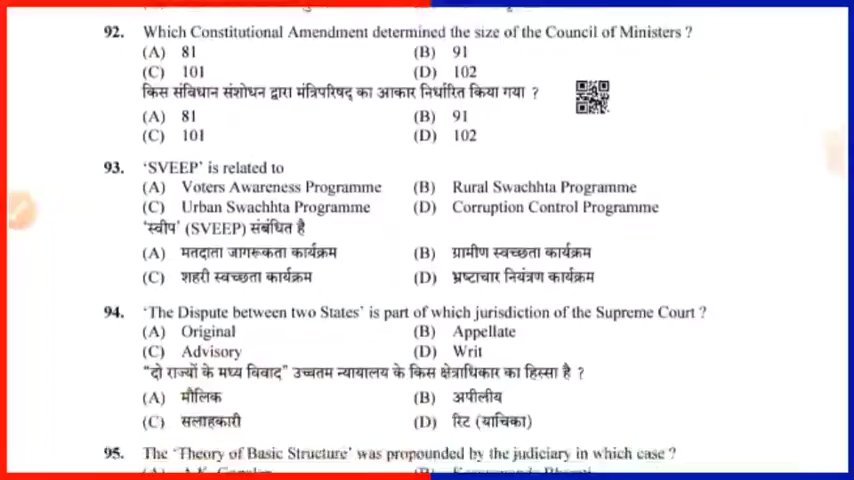 92. Which Constitutional Amendment determined the size of the Council of Ministers ?
(A) 81 (B) 91
(C) 101 (D) 102
किस संविधान संशोधन द्वारा मंत्रिपरिषद् का आकार निर्धारित किया गया ?
(A) 81 (B) 91
(C) 101 (D) 102
93. 'SVEEP' is related to
(A) Voters Awareness Programme (B) Rural Swachhta Programme
(C) Urban Swachhta Programme (D) Corruption Control Programme
'स्वीप' (SVEEP) संबंधित है
(A) मतदाता जागरूकता कार्यक्रम (B) ग्रामीण स्वच्छता कार्यक्रम
(C) शहरी स्वच्छता कार्यक्रम (D) भ्रष्टाचार नियंत्रण कार्यक्रम
94. 'The Dispute between two States' is part of which jurisdiction of the Supreme Court ?
(A) Original (B) Appellate
(C) Advisory (D) Writ
"दो राज्यों के मध्य विवाद" उच्चतम न्यायालय के किस क्षेत्राधिकार का हिस्सा है ?
(A) मौलिक (B) अपीलीय
(C) सलाहकारी (D) रिट (याचिका)
95. The 'Theory of Basic Structure' was propounded by the judiciary in which case ?